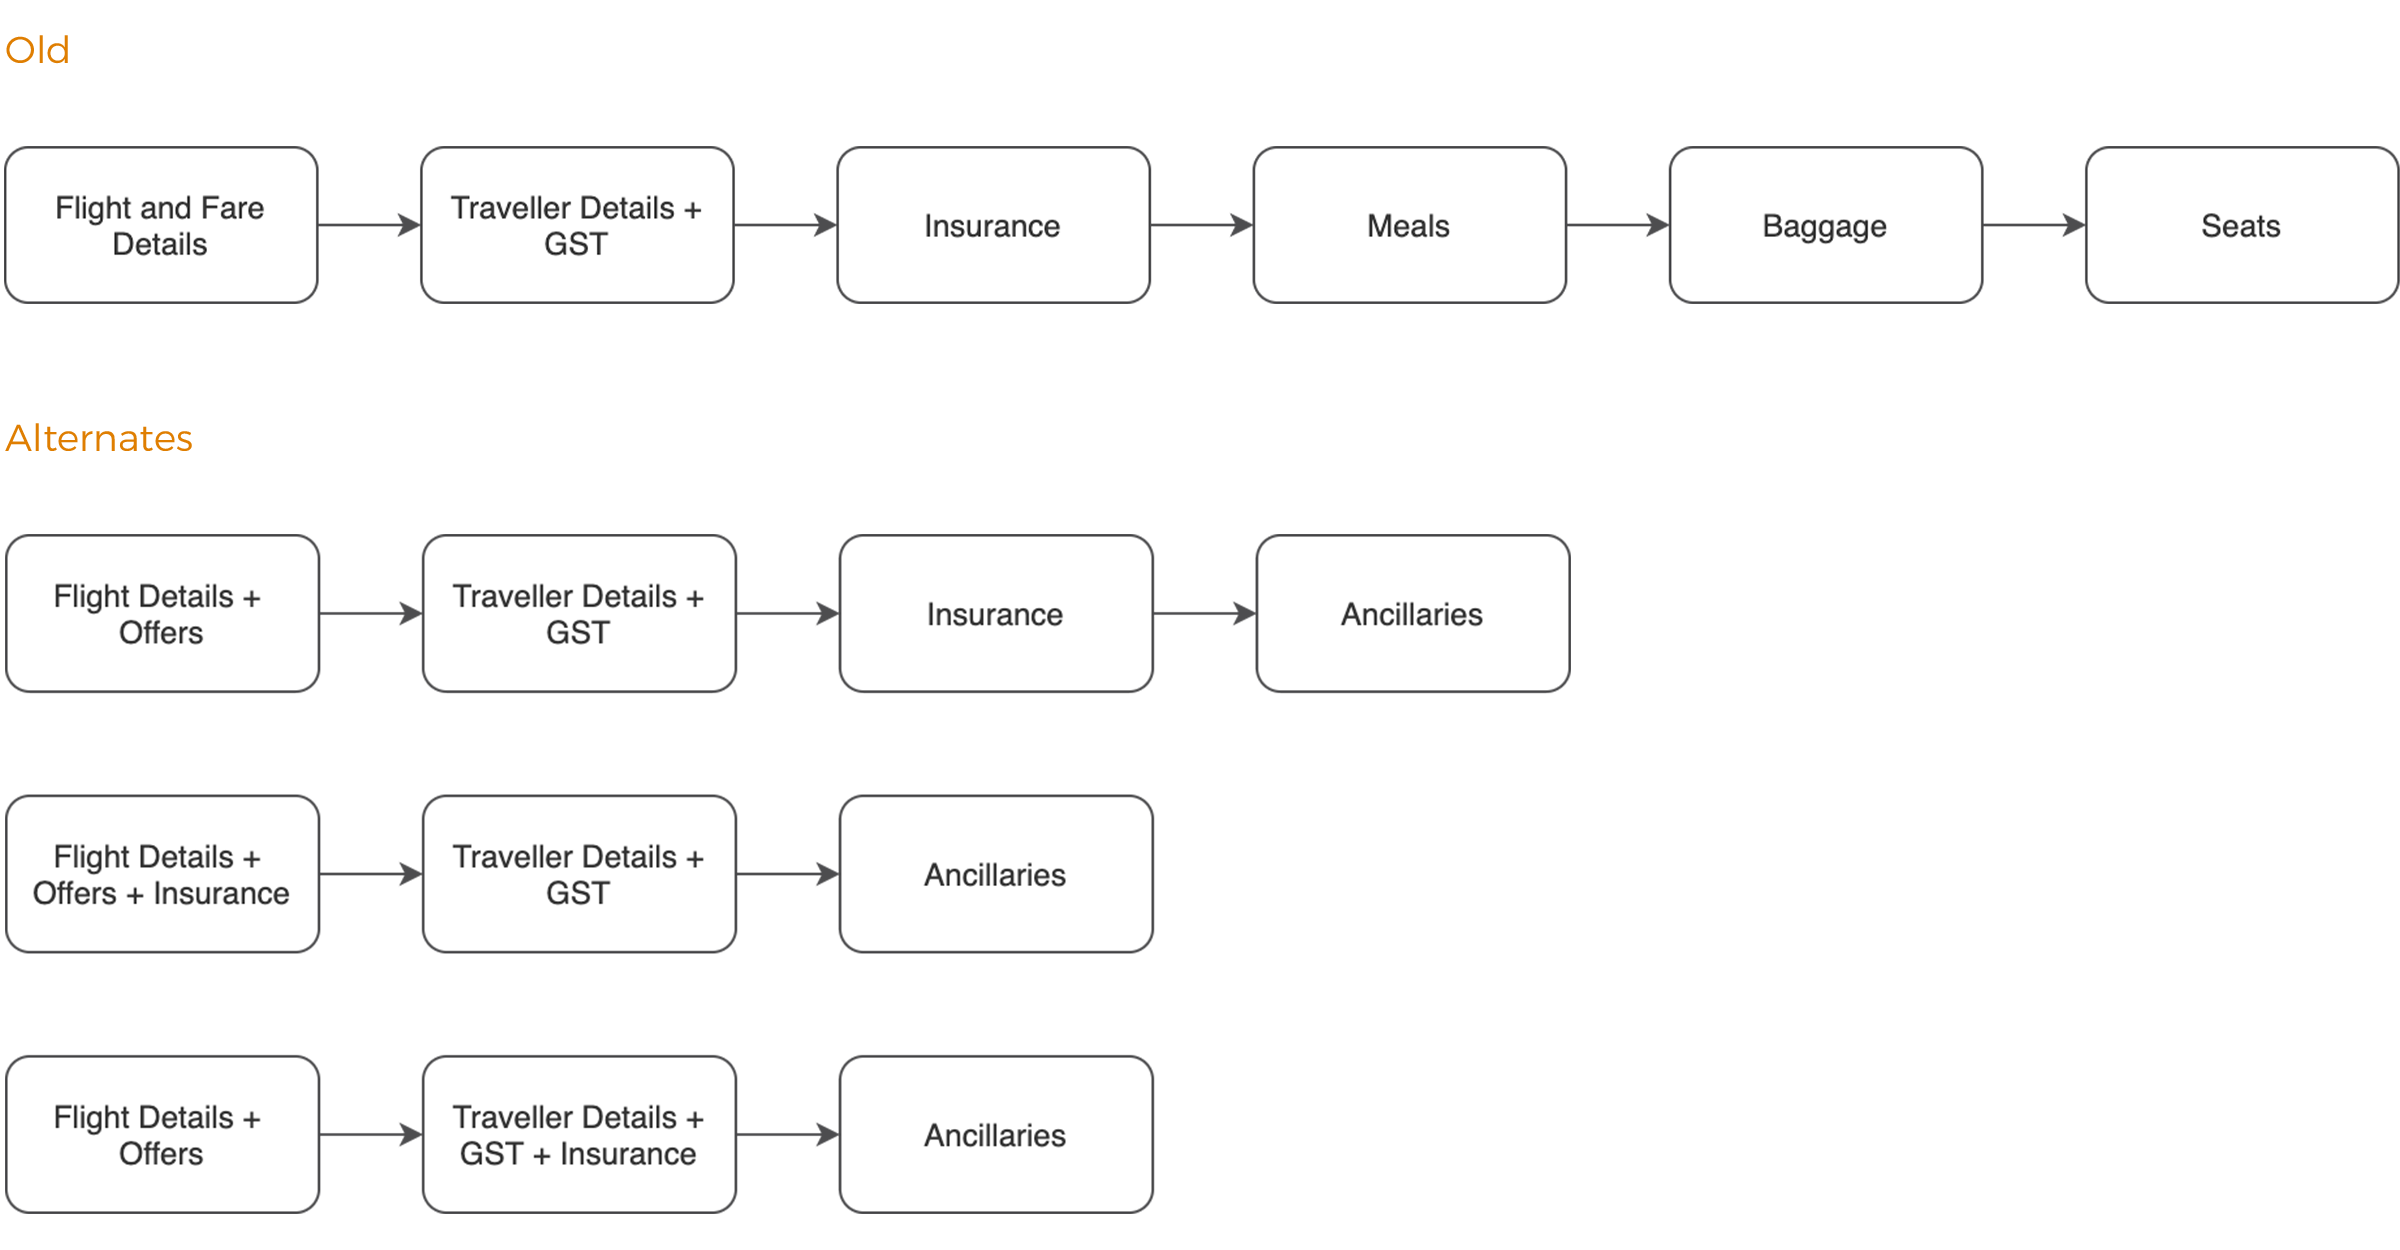 Old
Flight and Fare
Details
Traveller Details +
GST
Insurance
Meals
Baggage
Seats
Alternates
Flight Details +
Offers
Traveller Details +
GST
Insurance
Ancillaries
Flight Details +
Offers + Insurance
Traveller Details +
GST
Ancillaries
Flight Details +
Offers
Traveller Details +
GST + Insurance
Ancillaries